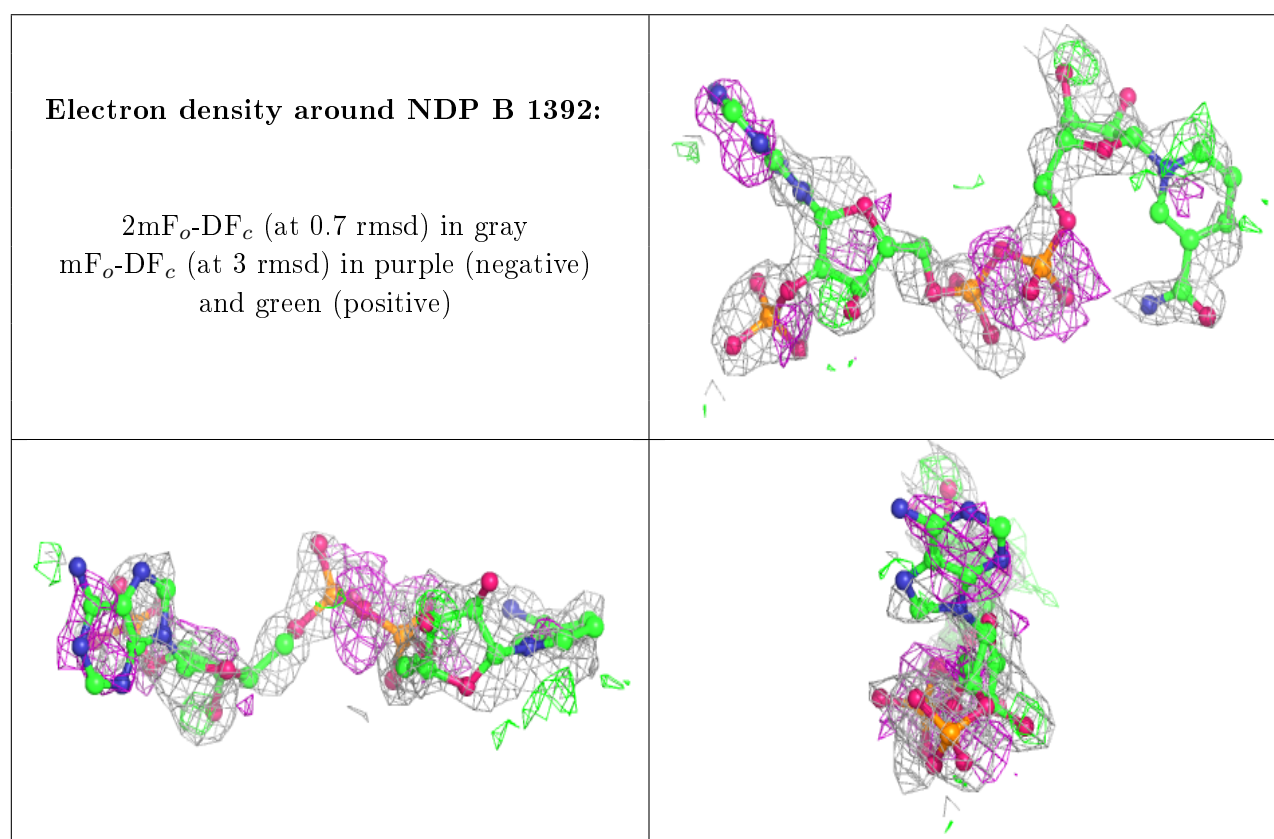 Electron density around NDP B 1392:
2mFo-DFc (at 0.7 rmsd) in gray
mFo-DFc (at 3 rmsd) in purple (negative)
and green (positive)